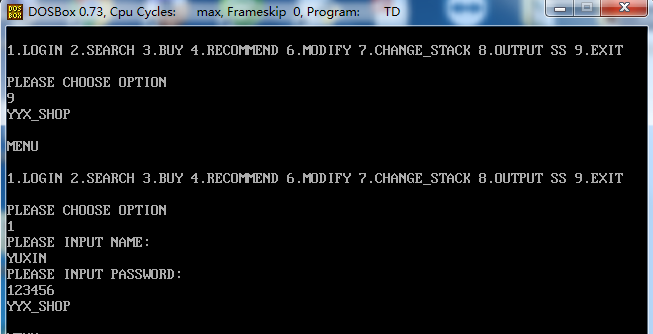 DOSBox 0.73, Cpu Cycles: max, Frameskip 0, Program: TD
DOS
BOX
1.LOGIN 2.SEARCH 3.BUY 4.RECOMMEND 6.MODIFY 7.CHANGE_STACK 8.OUTPUT SS 9.EXIT
PLEASE CHOOSE OPTION
9
YYX_SHOP
MENU
1.LOGIN 2.SEARCH 3.BUY 4.RECOMMEND 6.MODIFY 7.CHANGE_STACK 8.OUTPUT SS 9.EXIT
PLEASE CHOOSE OPTION
1
PLEASE INPUT NAME:
YUXIN
PLEASE INPUT PASSWORD:
123456
YYX_SHOP